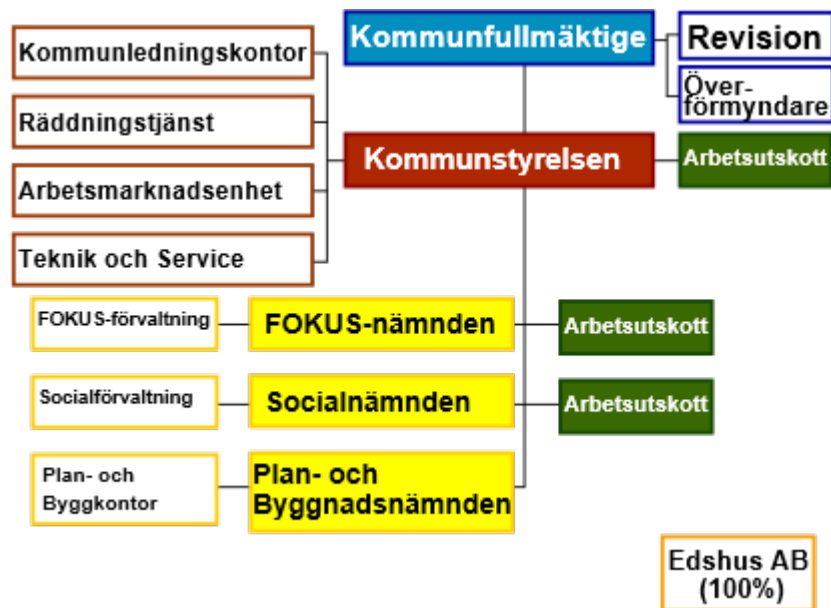 Kommunfullmäktige
Revision
Över-
förmyndare
Kommunledningskontor
Räddningstjänst
Arbetsmarknadsenhet
Teknik och Service
Kommunstyrelsen
Arbetsutskott
FOKUS-förvaltning
FOKUS-nämnden
Arbetsutskott
Socialförvaltning
Socialnämnden
Arbetsutskott
Plan- och
Byggkontor
Plan- och
Byggnadsnämnden
Edshus AB
(100%)